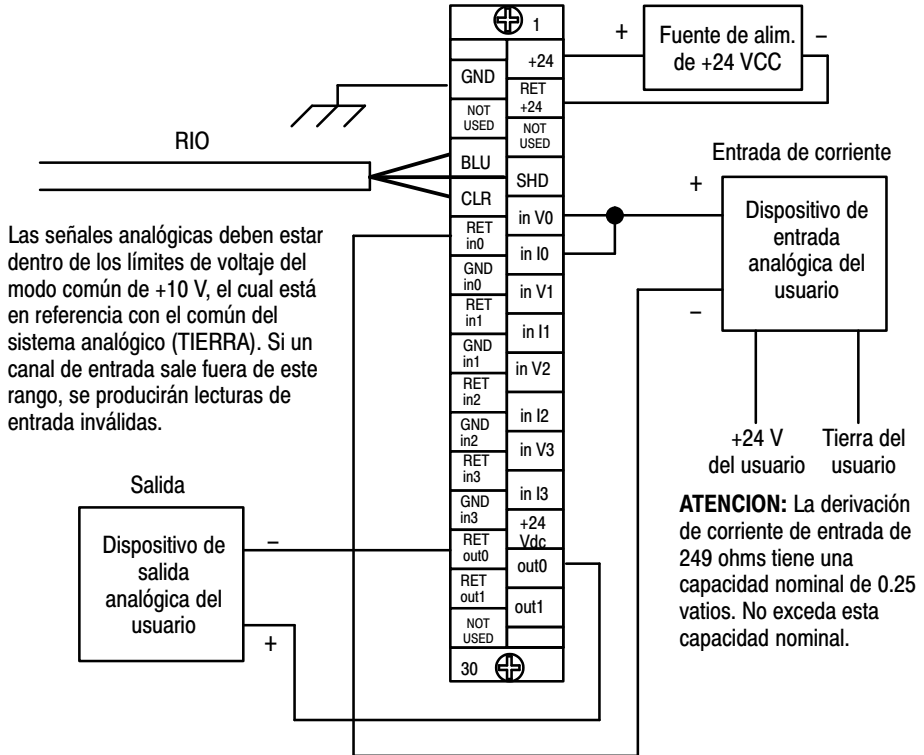 1
+
Fuente de alim.
de +24 VCC
–
+24
GND
RET
+24
NOT
USED
NOT
USED
RIO
BLU
SHD
CLR
Entrada de corriente
+
Dispositivo de
entrada
analógica del
usuario
–
+24 V
del usuario
Tierra del
usuario
in V0
RET
in0
in I0
GND
in0
in V1
RET
in1
in I1
GND
in1
in V2
RET
in2
in I2
GND
in2
in V3
RET
in3
in I3
GND
in3
+24
Vdc
RET
out0
out0
RET
out1
out1
NOT
USED
30
Las señales analógicas deben estar
dentro de los límites de voltaje del
modo común de +10 V, el cual está
en referencia con el común del
sistema analógico (TIERRA). Si un
canal de entrada sale fuera de este
rango, se producirán lecturas de
entrada inválidas.
Salida
Dispositivo de
salida
analógica del
usuario
–
+
ATENCION: La derivación
de corriente de entrada de
249 ohms tiene una
capacidad nominal de 0.25
vatios. No exceda esta
capacidad nominal.